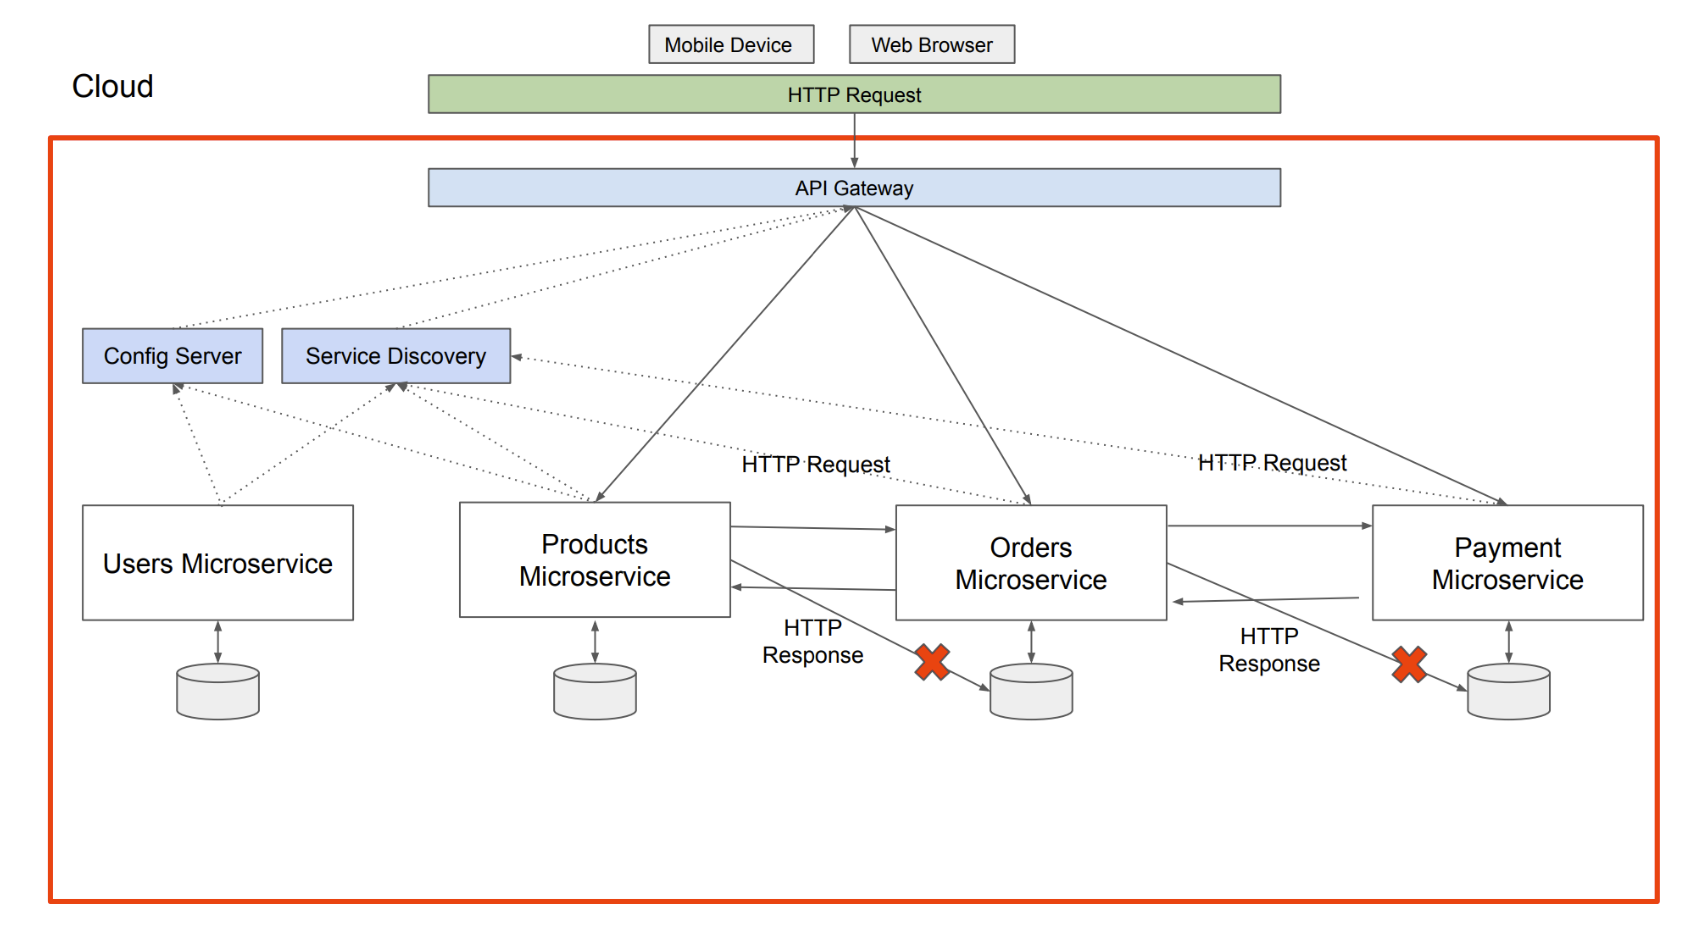 Mobile Device
Web Browser
Cloud
HTTP Request
API Gateway
Config Server
Service Discovery
HTTP Request
HTTP Request
Users Microservice
Products
Microservice
Orders
Microservice
Payment
Microservice
HTTP
Response
HTTP
Response